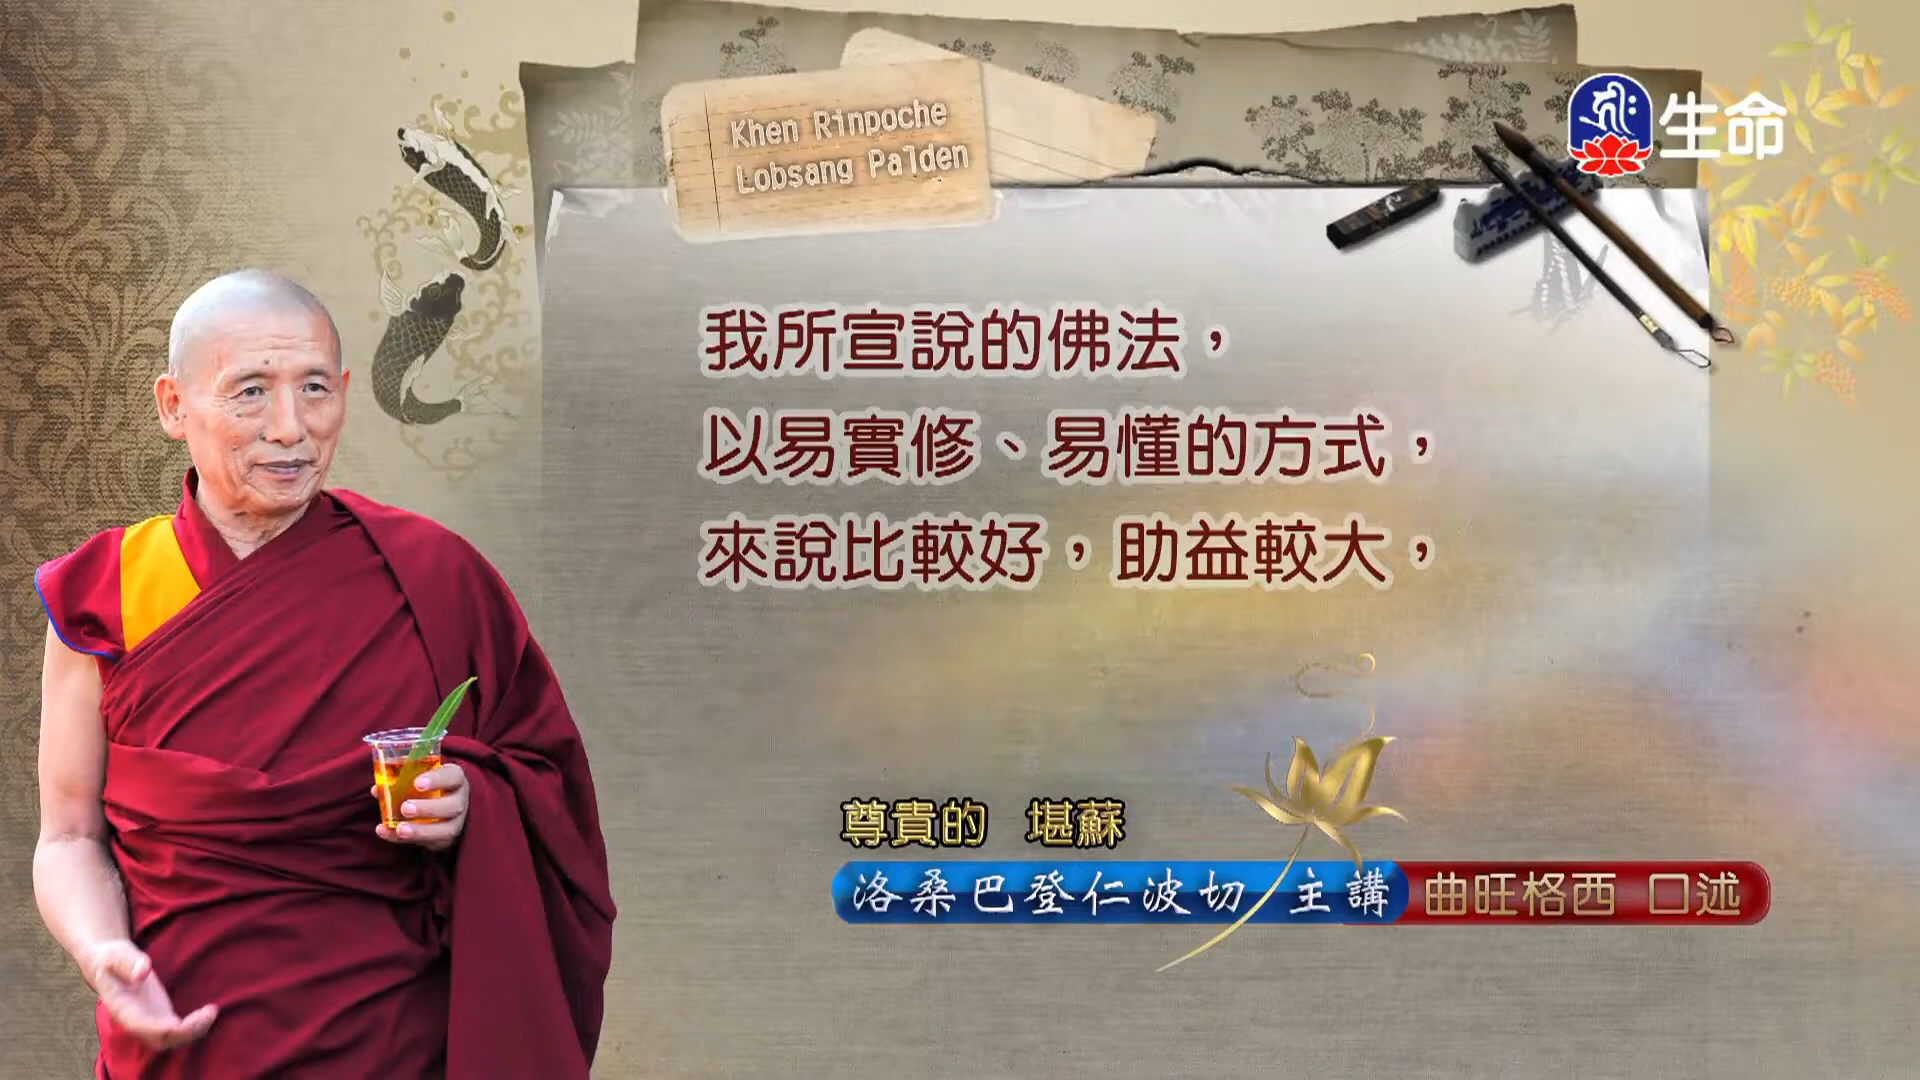 Khen Rinpoche
Lobsang Palden
生命
我所宣說的佛法，
以易實修、易懂的方式，
來說比較好，助益較大，
尊貴的 堪蘇
洛桑巴登仁波切 主講 曲旺格西 口述